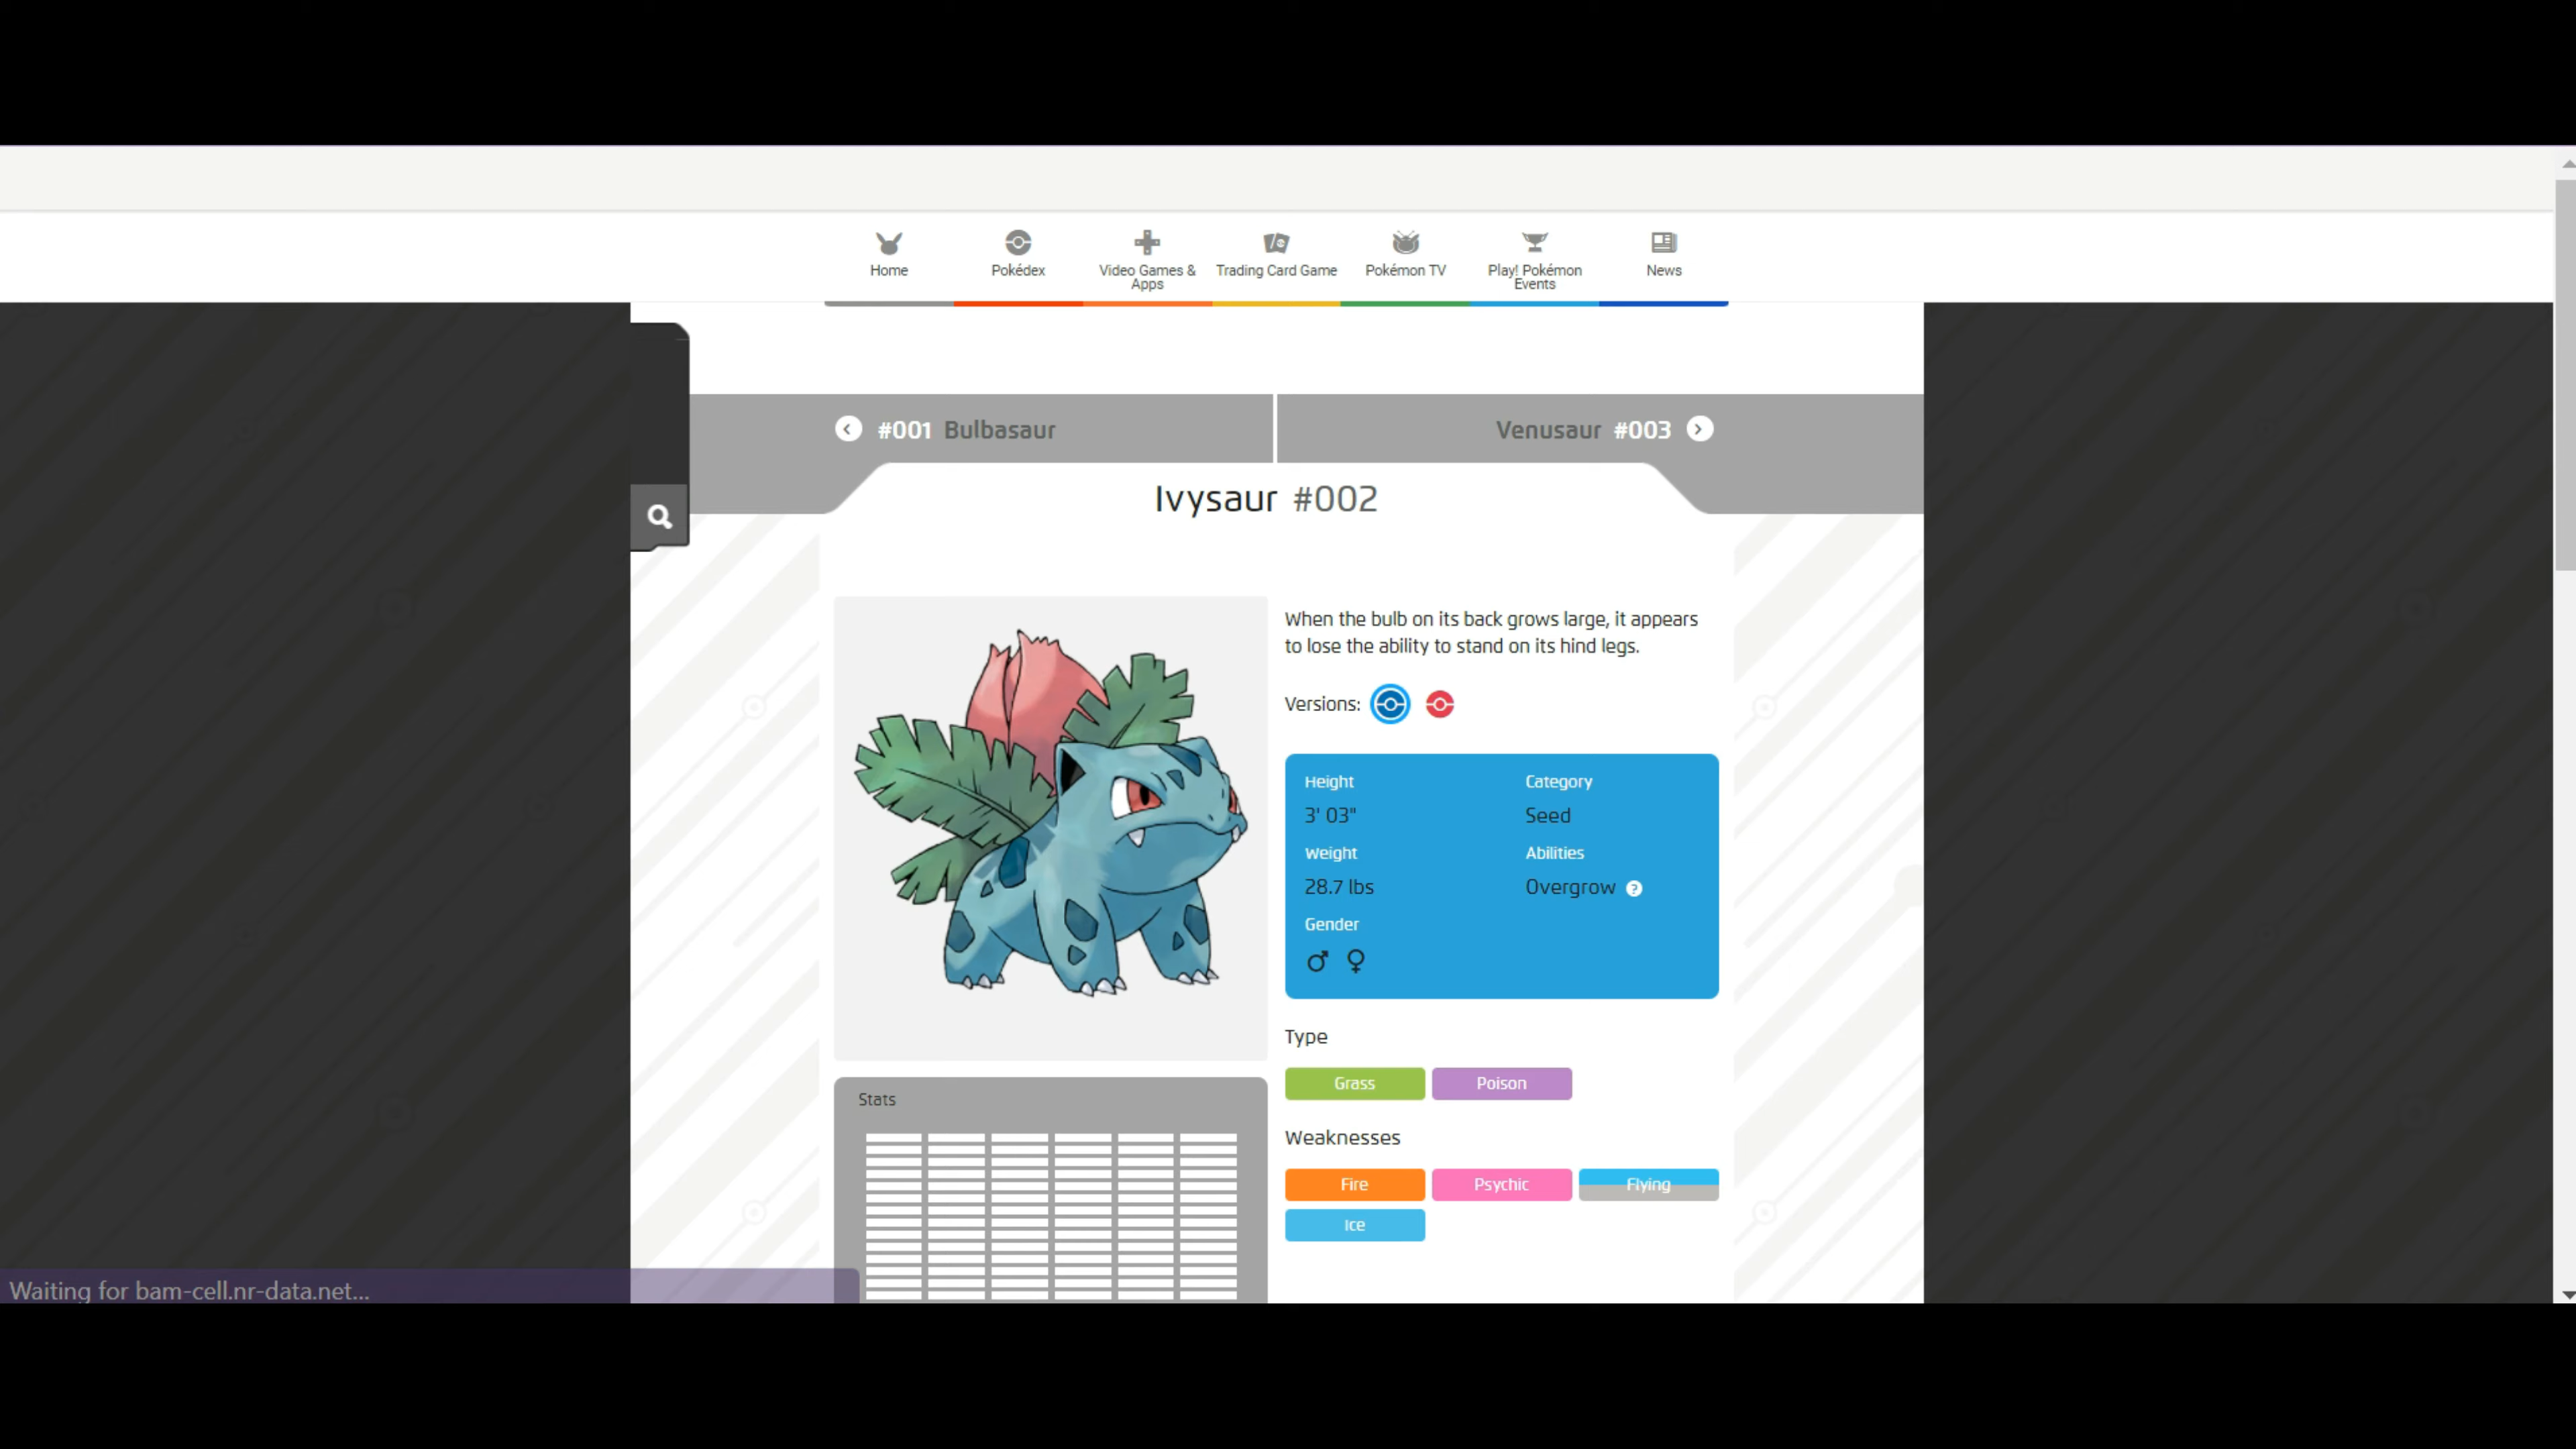 Home
Pokédex
Video Games &
Apps
Trading Card Game
Pokémon TV
Play! Pokémon
Events
News
#001 Bulbasaur
Venusaur #003
Ivysaur #002
When the bulb on its back grows large, it appears
to lose the ability to stand on its hind legs.
Versions:
Height
3' 03"
Weight
28.7 lbs
Gender
Category
Seed
Abilities
Overgrow ?
Type
Grass
Poison
Weaknesses
Fire
Psychic
Flying
Ice
Stats
Waiting for bam-cell.nr-data.net...